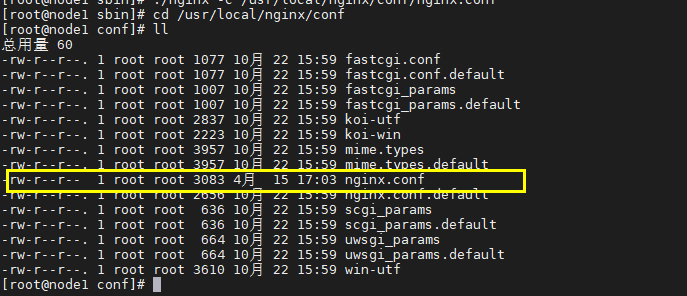 [root@node1 sbin]# ./nginx -c /usr/local/nginx/conf/nginx.conf
[root@node1 sbin]# cd /usr/local/nginx/conf
[root@node1 conf]# ll
总用量 60
-rw-r--r--. 1 root root 1077 10月 22 15:59 fastcgi.conf
-rw-r--r--. 1 root root 1077 10月 22 15:59 fastcgi.conf.default
-rw-r--r--. 1 root root 1007 10月 22 15:59 fastcgi_params
-rw-r--r--. 1 root root 1007 10月 22 15:59 fastcgi_params.default
-rw-r--r--. 1 root root 2837 10月 22 15:59 koi-utf
-rw-r--r--. 1 root root 2223 10月 22 15:59 koi-win
-rw-r--r--. 1 root root 3957 10月 22 15:59 mime.types
-rw-r--r--. 1 root root 3957 10月 22 15:59 mime.types.default
-rw-r--r--. 1 root root 3083 4月  15 17:03 nginx.conf
-rw-r--r--. 1 root root 2656 10月 22 15:59 nginx.conf.default
-rw-r--r--. 1 root root  636 10月 22 15:59 scgi_params
-rw-r--r--. 1 root root  636 10月 22 15:59 scgi_params.default
-rw-r--r--. 1 root root  664 10月 22 15:59 uwsgi_params
-rw-r--r--. 1 root root  664 10月 22 15:59 uwsgi_params.default
-rw-r--r--. 1 root root 3610 10月 22 15:59 win-utf
[root@node1 conf]#